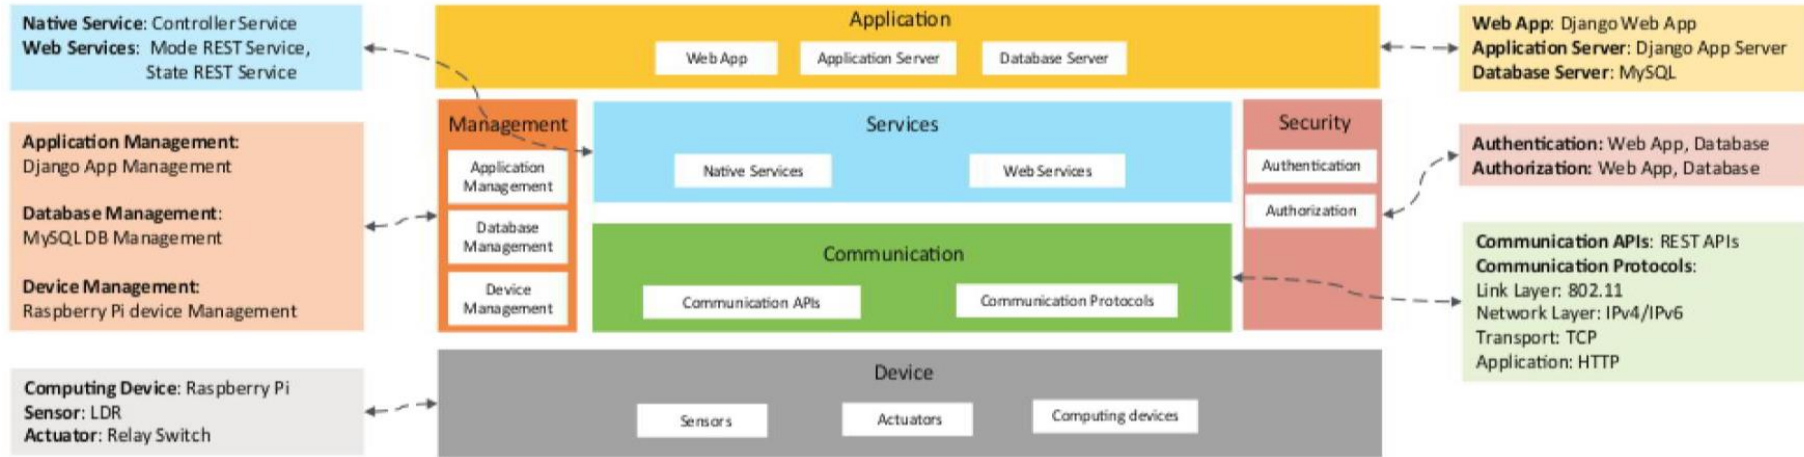 Native Service: Controller Service
Web Services: Mode REST Service,
State REST Service
Application Management:
Django App Management
Database Management:
MySQL DB Management
Device Management:
Raspberry Pi device Management
Computing Device: Raspberry Pi
Sensor: LDR
Actuator: Relay Switch
Application
Web App
Application Server
Database Server
Management
Application
Management
Database
Management
Device
Management
Services
Native Services
Web Services
Communication
Communication APIs
Communication Protocols
Security
Authentication
Authorization
Device
Sensors
Actuators
Computing devices
Web App: Django Web App
Application Server: Django App Server
Database Server: MySQL
Authentication: Web App, Database
Authorization: Web App, Database
Communication APIs: REST APIs
Communication Protocols:
Link Layer: 802.11
Network Layer: IPv4/IPv6
Transport: TCP
Application: HTTP